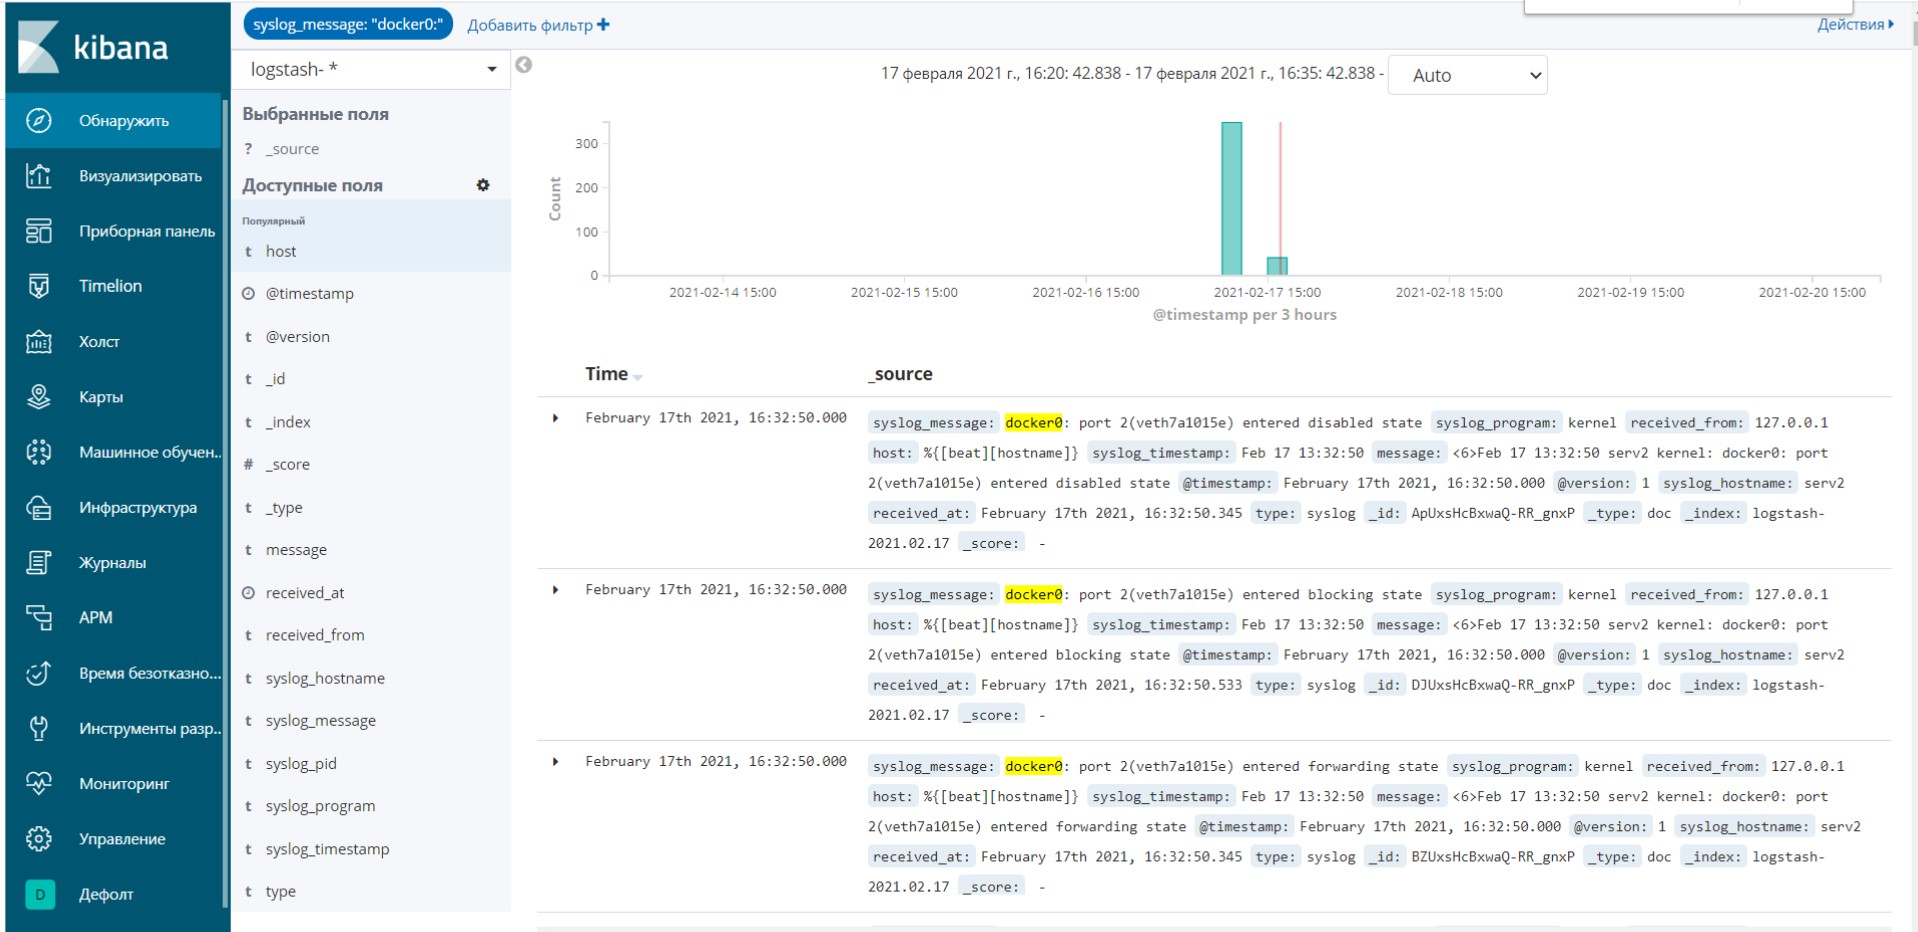 kibana
Обнаружить
Визуализировать
Приборная панель
Timelion
Холст
Карты
Машинное обучен..
Инфраструктура
Журналы
APM
Время безотказно...
Инструменты разр..
Мониторинг
Управление
D Дефолт
syslog_message: "docker0:" Добавить фильтр + Действия
logstash- *
Выбранные поля
? _source
Доступные поля
Популярный
t host
@timestamp
t @version
t _id
t _index
# _score
t _type
t message
received_at
t received_from
t syslog_hostname
t syslog_message
t syslog_pid
t syslog_program
t syslog_timestamp
t type
17 февраля 2021 г., 16:20: 42.838 - 17 февраля 2021 г., 16:35: 42.838 - Auto
Count
300
200
100
0
2021-02-14 15:00 2021-02-15 15:00 2021-02-16 15:00 2021-02-17 15:00 2021-02-18 15:00 2021-02-19 15:00 2021-02-20 15:00
@timestamp per 3 hours
Time _source
February 17th 2021, 16:32:50.000 syslog_message: docker0: port 2(veth7a1015e) entered disabled state syslog_program: kernel received_from: 127.0.0.1
host: %{[beat][hostname]} syslog_timestamp: Feb 17 13:32:50 message: <6>Feb 17 13:32:50 serv2 kernel: docker0: port
2(veth7a1015e) entered disabled state @timestamp: February 17th 2021, 16:32:50.000 @version: 1 syslog_hostname: serv2
received_at: February 17th 2021, 16:32:50.345 type: syslog _id: ApUxsHcBxwaQ-RR_gnxP _type: doc _index: logstash-
2021.02.17 _score: -
February 17th 2021, 16:32:50.000 syslog_message: docker0: port 2(veth7a1015e) entered blocking state syslog_program: kernel received_from: 127.0.0.1
host: %{[beat][hostname]} syslog_timestamp: Feb 17 13:32:50 message: <6>Feb 17 13:32:50 serv2 kernel: docker0: port
2(veth7a1015e) entered blocking state @timestamp: February 17th 2021, 16:32:50.000 @version: 1 syslog_hostname: serv2
received_at: February 17th 2021, 16:32:50.533 type: syslog _id: DJUxsHcBxwaQ-RR_gnxP _type: doc _index: logstash-
2021.02.17 _score: -
February 17th 2021, 16:32:50.000 syslog_message: docker0: port 2(veth7a1015e) entered forwarding state syslog_program: kernel received_from: 127.0.0.1
host: %{[beat][hostname]} syslog_timestamp: Feb 17 13:32:50 message: <6>Feb 17 13:32:50 serv2 kernel: docker0: port
2(veth7a1015e) entered forwarding state @timestamp: February 17th 2021, 16:32:50.000 @version: 1 syslog_hostname: serv2
received_at: February 17th 2021, 16:32:50.345 type: syslog _id: BZUxsHcBxwaQ-RR_gnxP _type: doc _index: logstash-
2021.02.17 _score: -